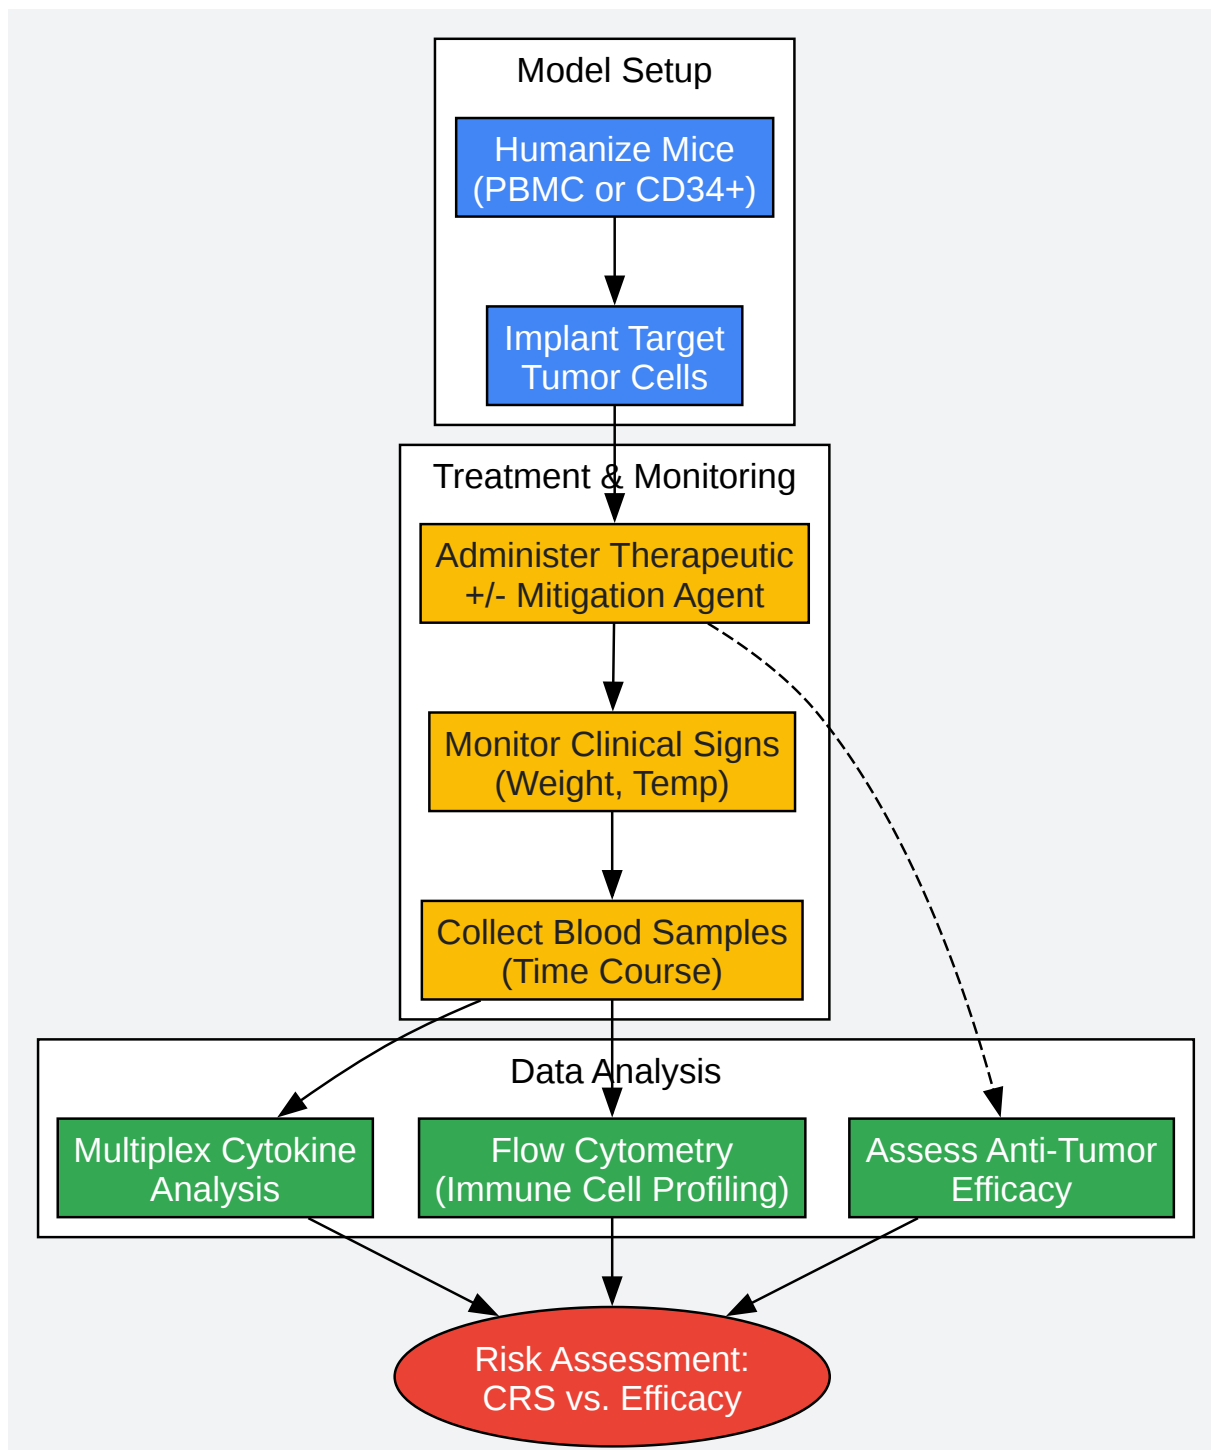 Model Setup
Humanize Mice
(PBMC or CD34+)
Implant Target
Tumor Cells
Treatment & Monitoring
Administer Therapeutic
+/- Mitigation Agent
Monitor Clinical Signs
(Weight, Temp)
Collect Blood Samples
(Time Course)
Data Analysis
Multiplex Cytokine
Analysis
Flow Cytometry
(Immune Cell Profiling)
Assess Anti-Tumor
Efficacy
Risk Assessment:
CRS vs. Efficacy